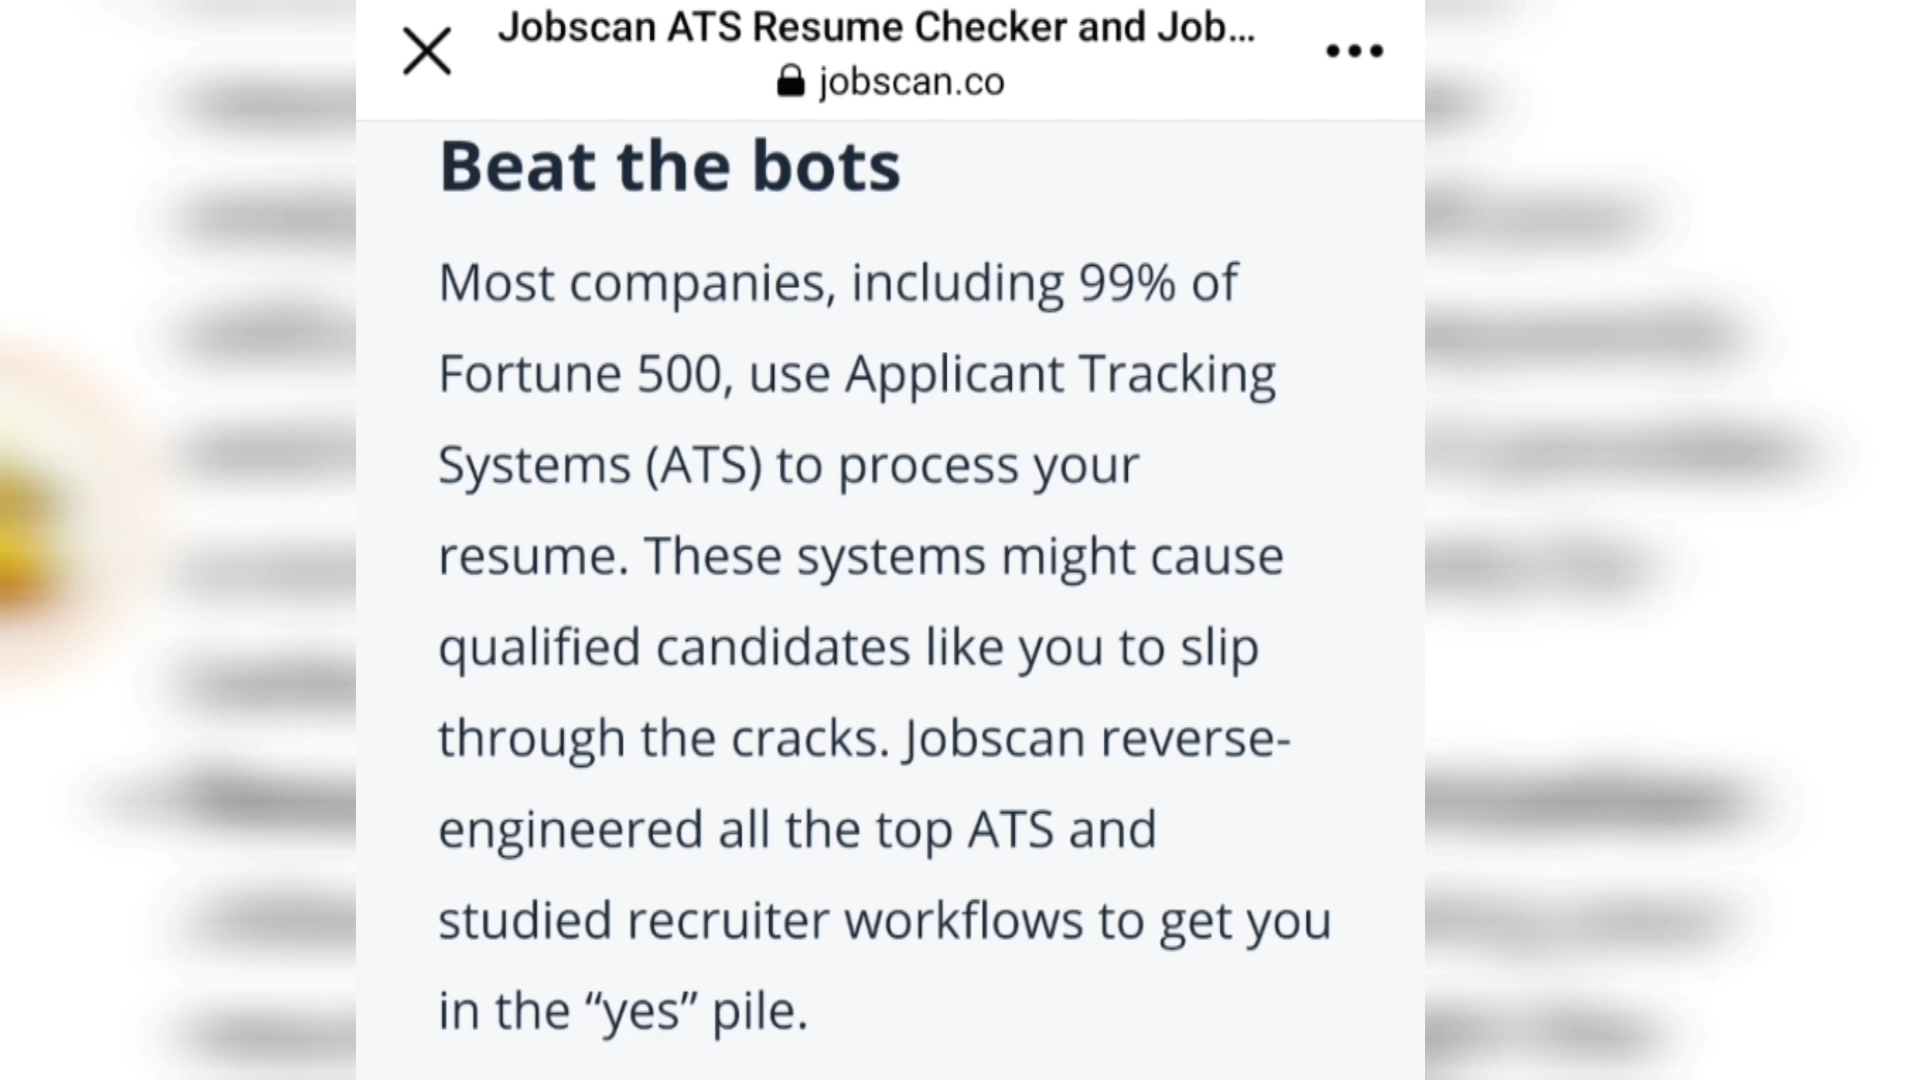 Jobscan ATS Resume Checker and Job...
jobscan.co
Beat the bots
Most companies, including 99% of
Fortune 500, use Applicant Tracking
Systems (ATS) to process your
resume. These systems might cause
qualified candidates like you to slip
through the cracks. Jobscan reverse-
engineered all the top ATS and
studied recruiter workflows to get you
in the “yes” pile.